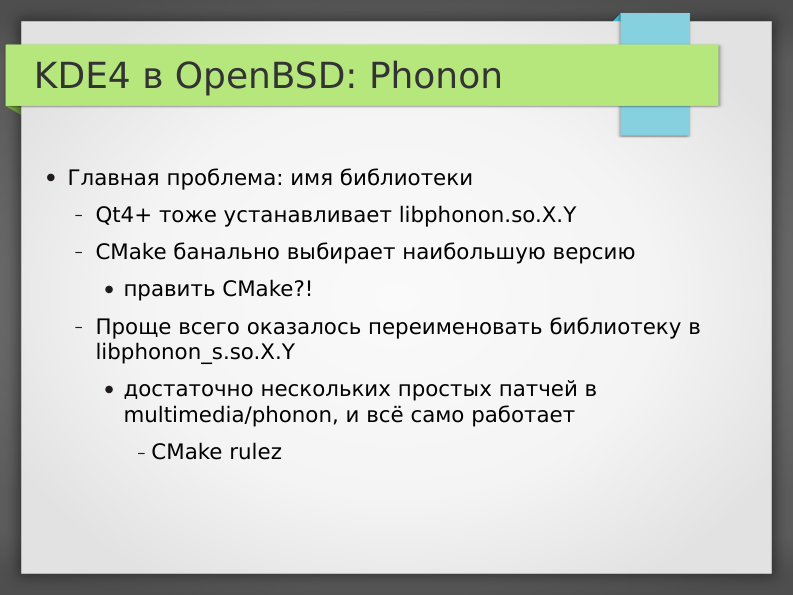 KDE4 в OpenBSD: Phonon
● Главная проблема: имя библиотеки
– Qt4+ тоже устанавливает libphonon.so.X.Y
– CMake банально выбирает наибольшую версию
● править CMake?!
– Проще всего оказалось переименовать библиотеку в
libphonon_s.so.X.Y
● достаточно нескольких простых патчей в
multimedia/phonon, и всё само работает
– CMake rulez